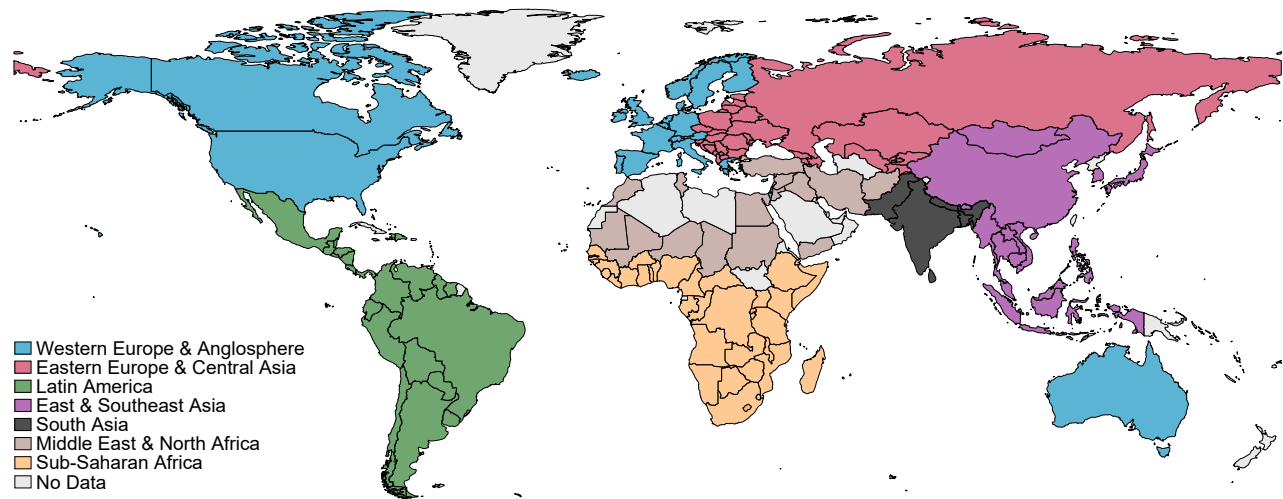 Western Europe & Anglosphere
Eastern Europe & Central Asia
Latin America
East & Southeast Asia
South Asia
Middle East & North Africa
Sub-Saharan Africa
No Data